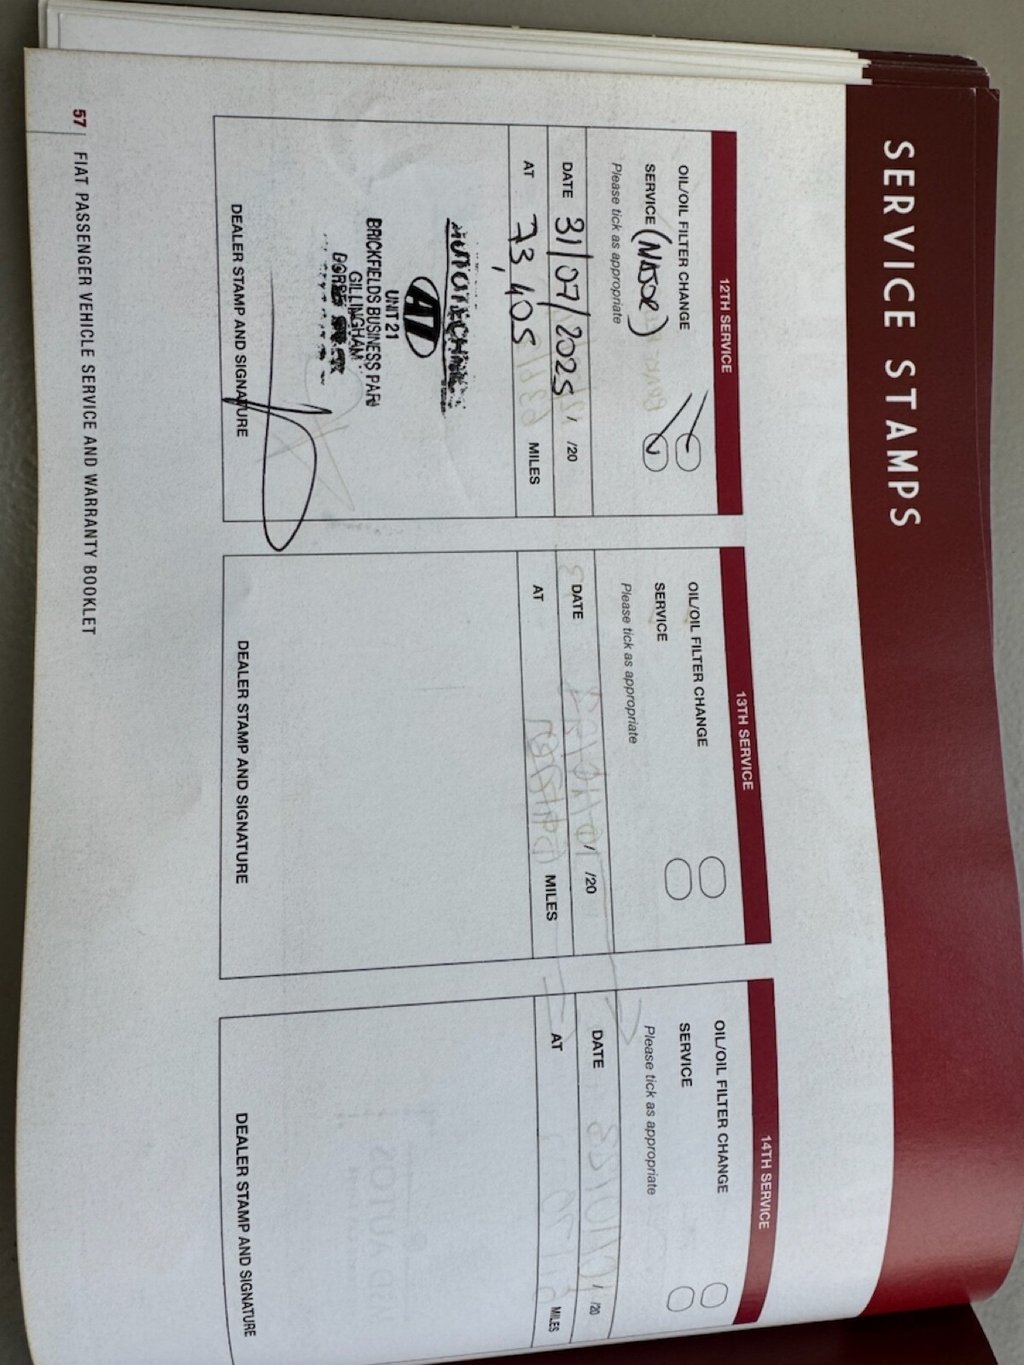 SERVICE STAMPS
12TH SERVICE
OIL/OIL FILTER CHANGE
SERVICE (MAJOR)
Please tick as appropriate
DATE 31/07/2025 /20
AT 73,405 MILES
AUTOTECHNIC
AT
UNIT 21
BRICKFIELDS BUSINESS PARK
GILLINGHAM
DORSET
DEALER STAMP AND SIGNATURE
13TH SERVICE
OIL/OIL FILTER CHANGE
SERVICE
Please tick as appropriate
DATE / /20
AT MILES
DEALER STAMP AND SIGNATURE
14TH SERVICE
OIL/OIL FILTER CHANGE
SERVICE
Please tick as appropriate
DATE / /20
AT MILES
DEALER STAMP AND SIGNATURE
57 | FIAT PASSENGER VEHICLE SERVICE AND WARRANTY BOOKLET